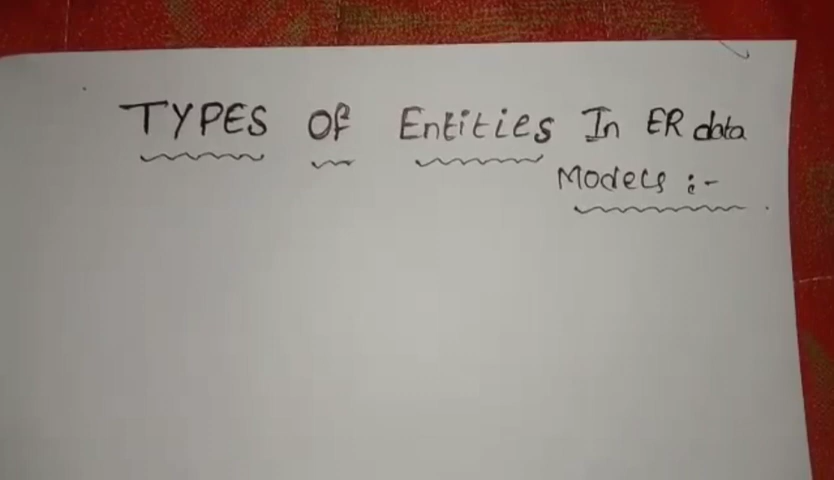 TYPES OF Entities In ER data
Models :-